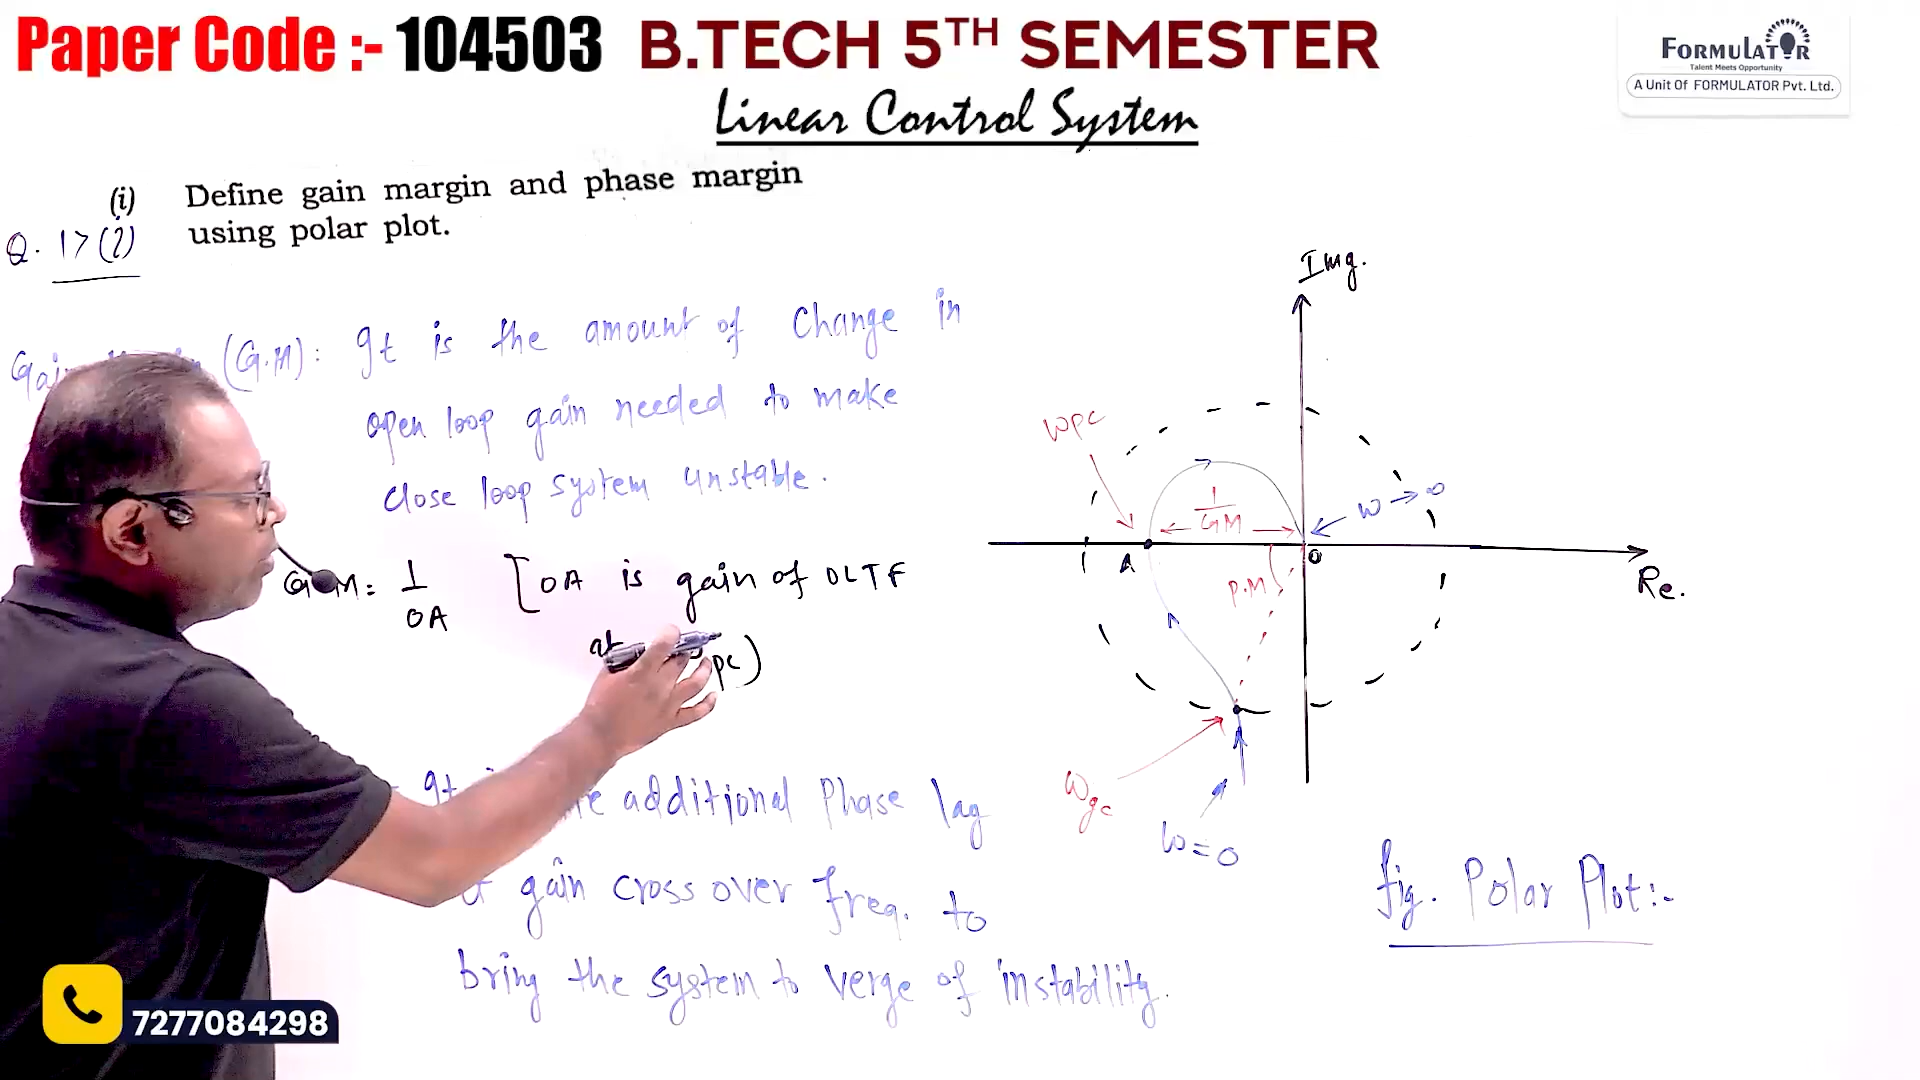 Paper Code :- 104503 B.TECH 5TH SEMESTER
Linear Control System
FORMULATOR
Talent Meets Opportunity
A Unit Of FORMULATOR Pvt. Ltd.
(i) Define gain margin and phase margin
using polar plot.
Q. 1>(i)
(G.M): It is the amount of change in
open loop gain needed to make
close loop system unstable.
= 1/OA [OA is gain of OLTF
at pc)
additional Phase lag
gain cross over freq. to
bring the system to verge of instability.
Img.
ωpc
1/GM
ω→∞
A
O
P.M
Re.
ωgc
ω=0
fig. Polar Plot:-
7277084298